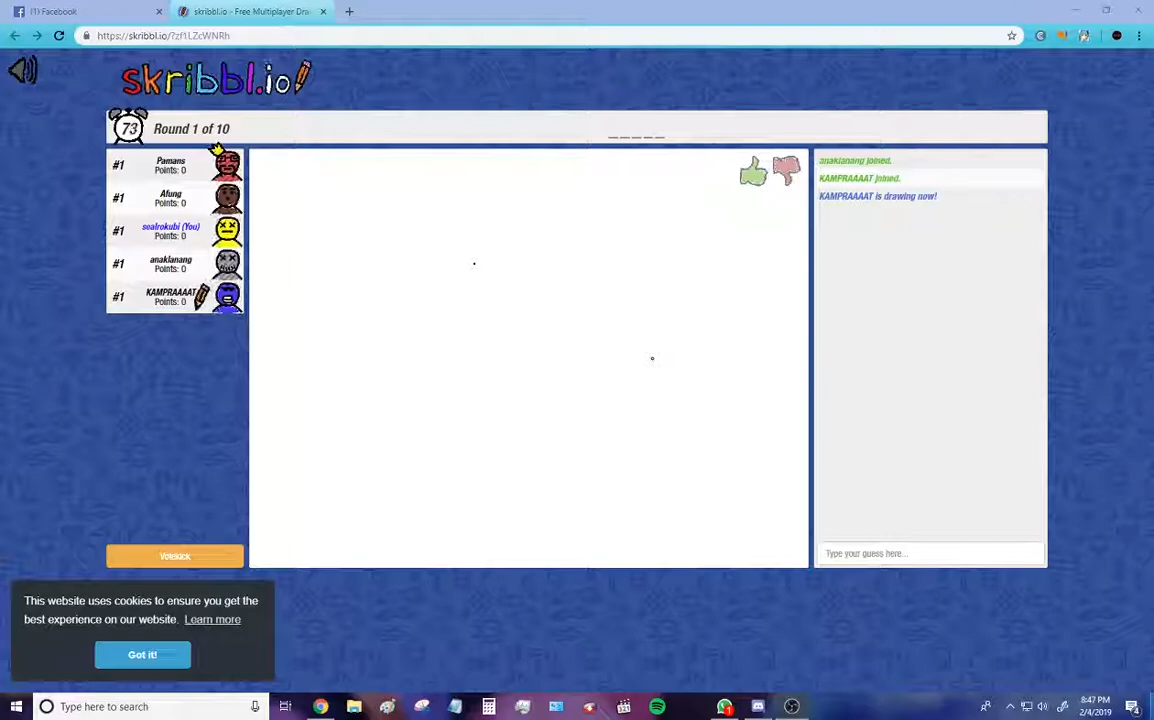 (1) Facebook
skribbl.io - Free Multiplayer Dra
https://skribbl.io/?zf1LZcWNRh
skribbl.io
73
Round 1 of 10
_ _ _ _ _
#1 Pamans
Points: 0
#1 Afung
Points: 0
#1 sealrokubi (You)
Points: 0
#1 anaklanang
Points: 0
#1 KAMPRAAAAT
Points: 0
anaklanang joined.
KAMPRAAAAT joined.
KAMPRAAAAT is drawing now!
Votekick
Type your guess here...
This website uses cookies to ensure you get the
best experience on our website. Learn more
Got it!
Type here to search
8:47 PM
2/4/2019